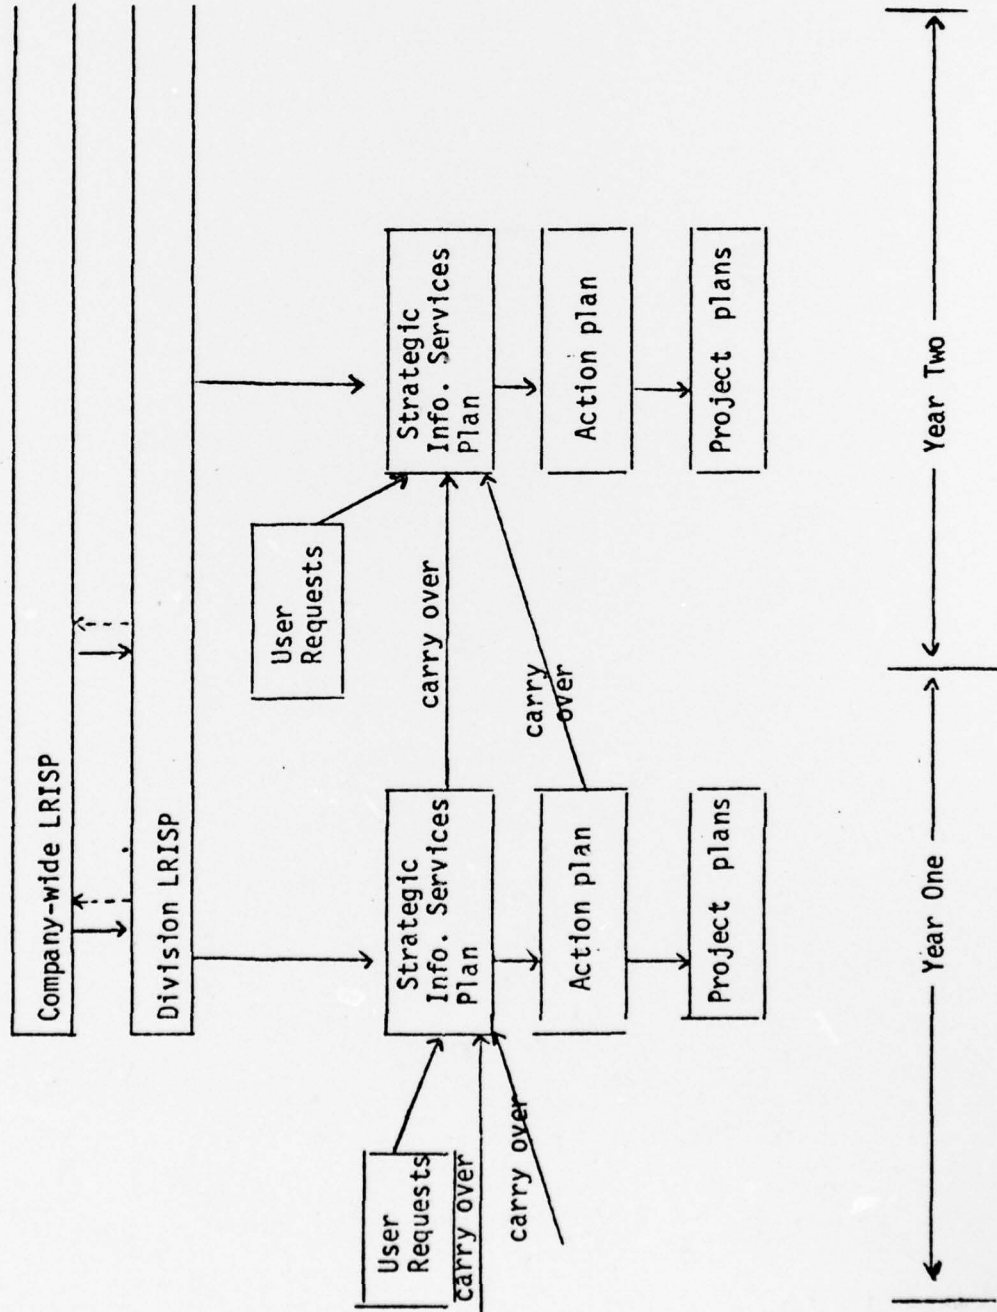 Company-wide LRISP
Division LRISP
User
Requests
carry over
carry over
Strategic
Info. Services
Plan
Action plan
Project plans
carry over
carry
over
User
Requests
Strategic
Info. Services
Plan
Action plan
Project plans
Year One
Year Two